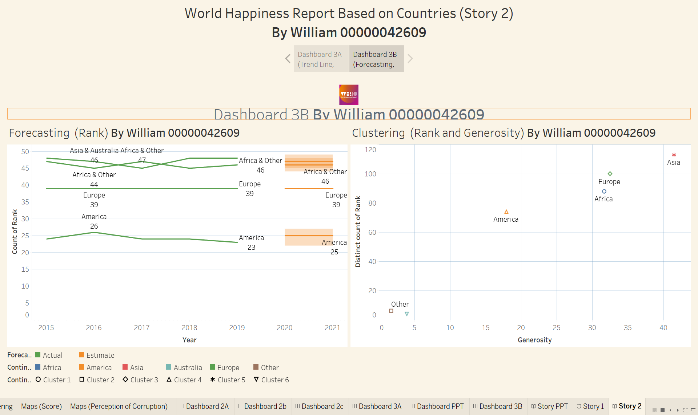 World Happiness Report Based on Countries (Story 2)
By William 00000042609
Dashboard 3A
(Trend Line,
Dashboard 3B
(Forecasting,
Dashboard 3B By William 00000042609
Forecasting (Rank) By William 00000042609
Count of Rank
50
45
40
35
30
25
20
15
10
5
0
Asia & Australia
46
Africa & Other
47
Africa & Other
44
Europe
39
America
26
Africa & Other
46
Europe
39
America
23
Africa & Other
46
Europe
39
America
25
2015
2016
2017
2018
2019
2020
2021
Year
Clustering (Rank and Generosity) By William 00000042609
Distinct count of Rank
120
100
80
60
40
20
0
Asia
Europe
Africa
America
Other
0
5
10
15
20
25
30
35
40
Generosity
Foreca..
Actual
Estimate
Contin..
Africa
America
Asia
Australia
Europe
Other
Contin..
Cluster 1
Cluster 2
Cluster 3
Cluster 4
Cluster 5
Cluster 6
ering
Maps (Score)
Maps (Perception of Corruption)
Dashboard 2A
Dashboard 2b
Dashboard 2c
Dashboard 3A
Dashboard PPT
Dashboard 3B
Story PPT
Story 1
Story 2